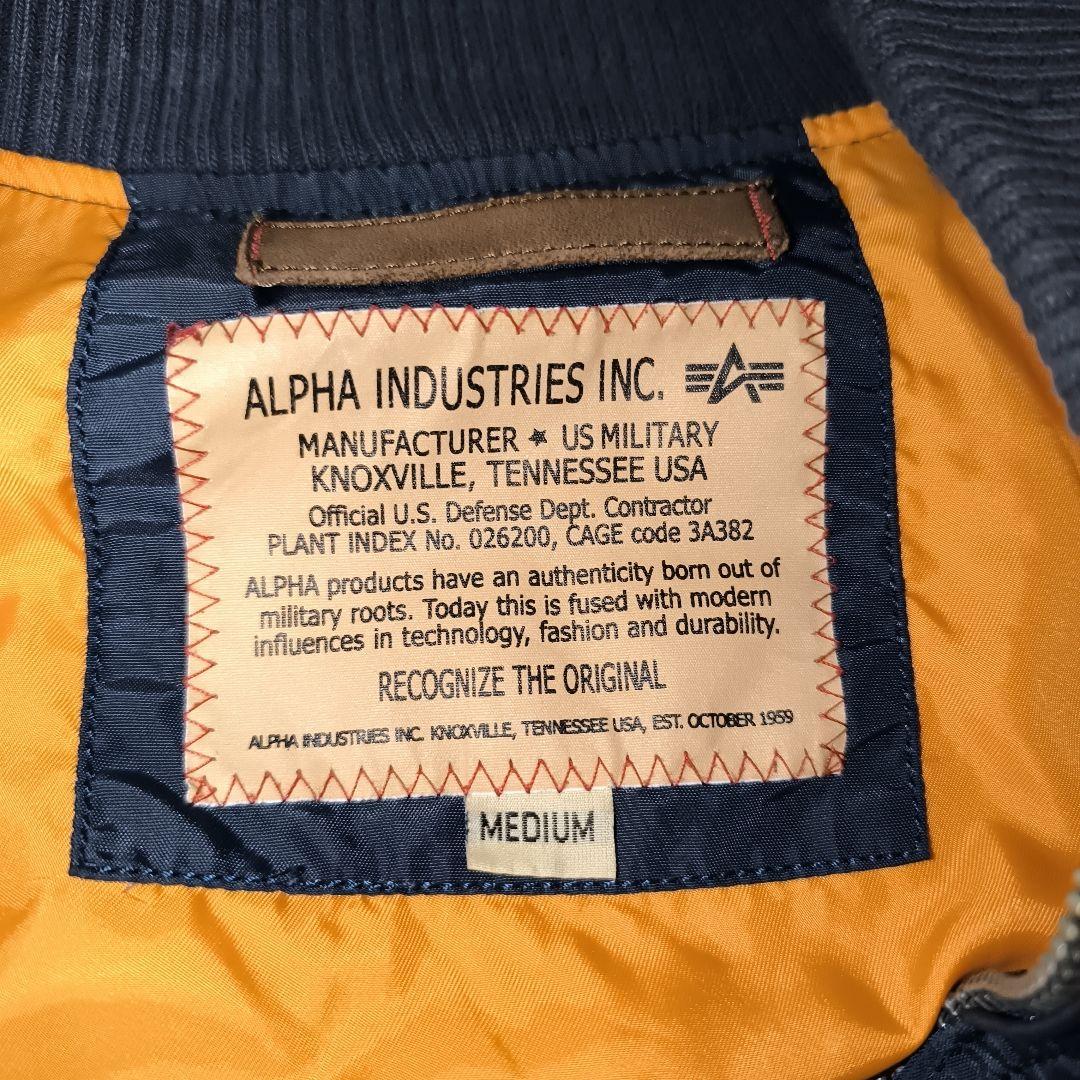 ALPHA INDUSTRIES INC.
MANUFACTURER ★ US MILITARY
KNOXVILLE, TENNESSEE USA
Official U.S. Defense Dept. Contractor
PLANT INDEX No. 026200, CAGE code 3A382
ALPHA products have an authenticity born out of
military roots. Today this is fused with modern
influences in technology, fashion and durability.
RECOGNIZE THE ORIGINAL
ALPHA INDUSTRIES INC. KNOXVILLE, TENNESSEE USA, EST. OCTOBER 1959
MEDIUM